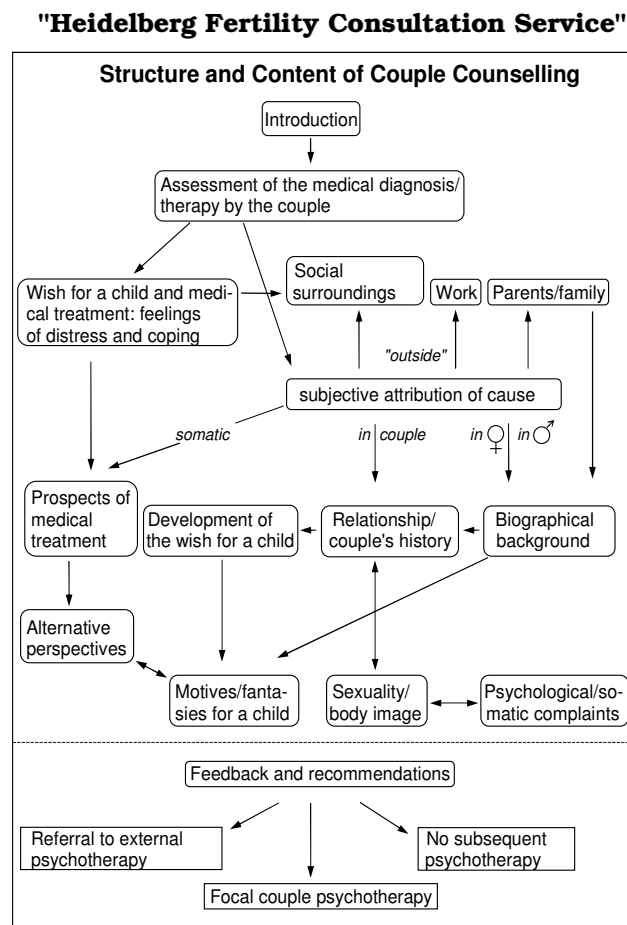 "Heidelberg Fertility Consultation Service"
Structure and Content of Couple Counselling
Introduction
Assessment of the medical diagnosis/
therapy by the couple
Wish for a child and medi-
cal treatment: feelings
of distress and coping
Social
surroundings
Work
Parents/family
"outside"
subjective attribution of cause
somatic
in couple
in ♀
in ♂
Prospects of
medical
treatment
Development of
the wish for a child
Relationship/
couple's history
Biographical
background
Alternative
perspectives
Motives/fanta-
sies for a child
Sexuality/
body image
Psychological/so-
matic complaints
Feedback and recommendations
Referral to external
psychotherapy
No subsequent
psychotherapy
Focal couple psychotherapy